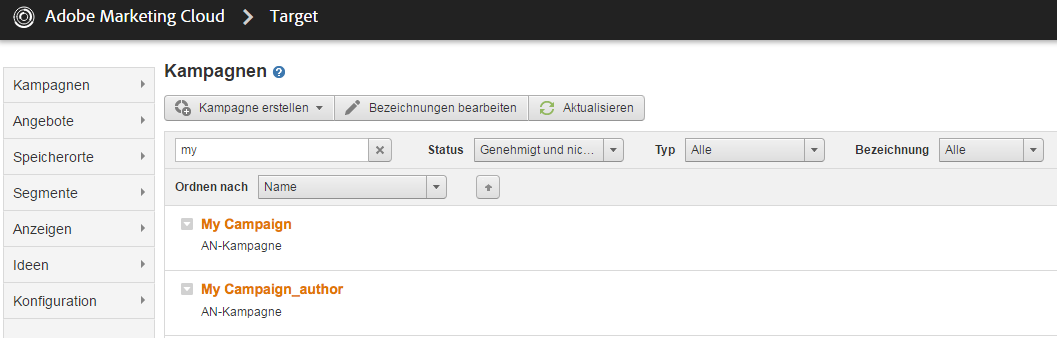 Adobe Marketing Cloud Target
Kampagnen
Angebote
Speicherorte
Segmente
Anzeigen
Ideen
Konfiguration
Kampagnen ?
Kampagne erstellen Bezeichnungen bearbeiten Aktualisieren
my Status Genehmigt und nic... Typ Alle Bezeichnung Alle
Ordnen nach Name
My Campaign
AN-Kampagne
My Campaign_author
AN-Kampagne